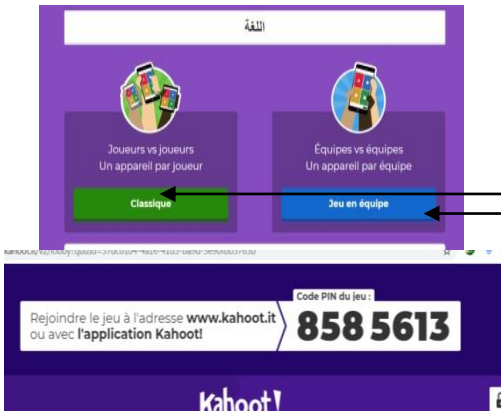 اللغة
Joueurs vs joueurs
Un appareil par joueur
Classique
Équipes vs équipes
Un appareil par équipe
Jeu en équipe
Rejoindre le jeu à l'adresse www.kahoot.it
ou avec l'application Kahoot!
Code PIN du jeu :
858 5613
Kahoot!